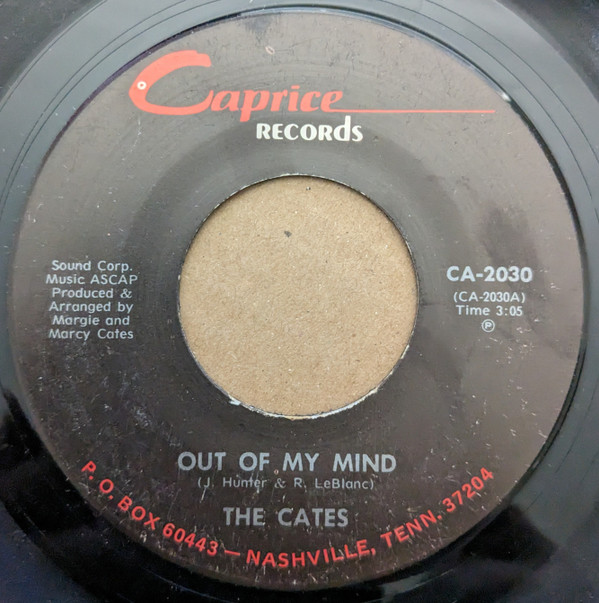 Caprice
RECORDS
Sound Corp.
Music ASCAP
Produced &
Arranged by
Margie and
Marcy Cates
CA-2030
(CA-2030A)
Time 3:05
℗
OUT OF MY MIND
(J. Hunter & R. LeBlanc)
THE CATES
P. O. BOX 60443 — NASHVILLE, TENN. 37204